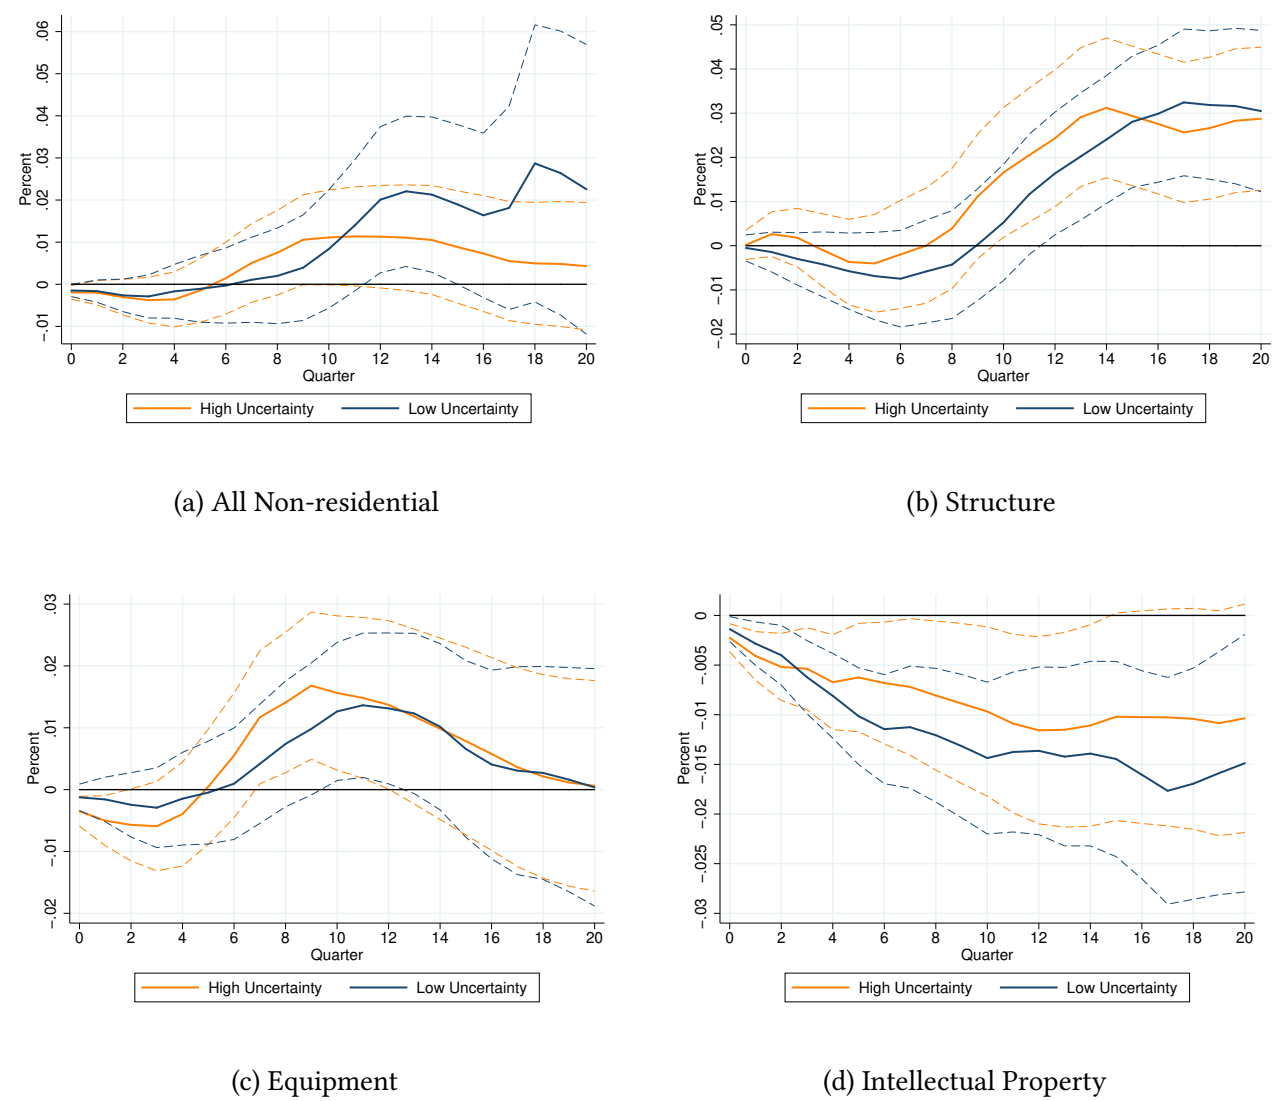 Percent
.06
.05
.04
.03
.02
.01
0
-.01
0 2 4 6 8 10 12 14 16 18 20
Quarter
High Uncertainty Low Uncertainty
(a) All Non-residential
Percent
.05
.04
.03
.02
.01
0
-.01
-.02
0 2 4 6 8 10 12 14 16 18 20
Quarter
High Uncertainty Low Uncertainty
(b) Structure
Percent
.03
.02
.01
0
-.01
-.02
0 2 4 6 8 10 12 14 16 18 20
Quarter
High Uncertainty Low Uncertainty
(c) Equipment
Percent
0
-.005
-.01
-.015
-.02
-.025
-.03
0 2 4 6 8 10 12 14 16 18 20
Quarter
High Uncertainty Low Uncertainty
(d) Intellectual Property